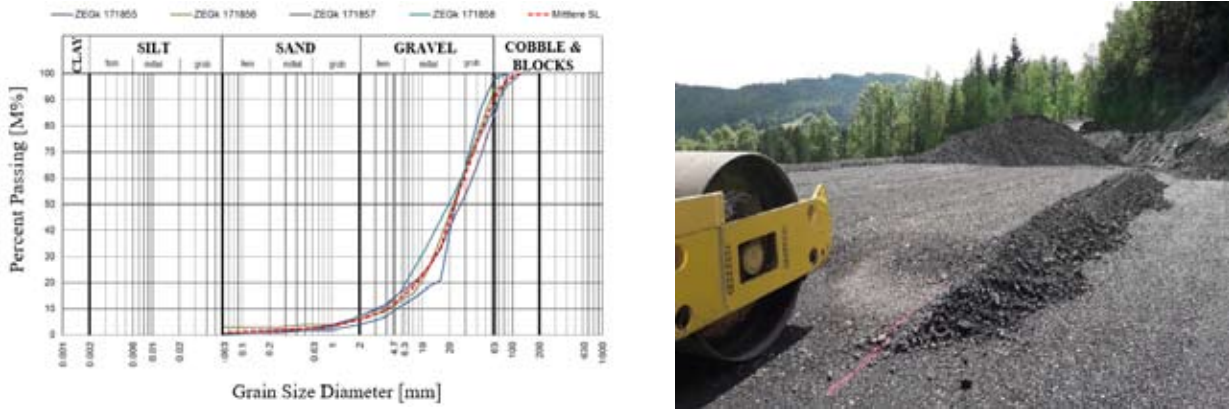 ZEGk 171855 ZEGk 171856 ZEGk 171857 ZEGk 171858 Mittlere SL
CLAY SILT SAND GRAVEL COBBLE & BLOCKS
fein mittel grob fein mittel grob fein mittel grob
Percent Passing [M%]
100
90
80
70
60
50
40
30
20
10
0
0.001 0.002 0.006 0.01 0.02 063 0.1 0.2 0.63 1 2 4.7 6.3 20 63 100 200 630 1000
Grain Size Diameter [mm]